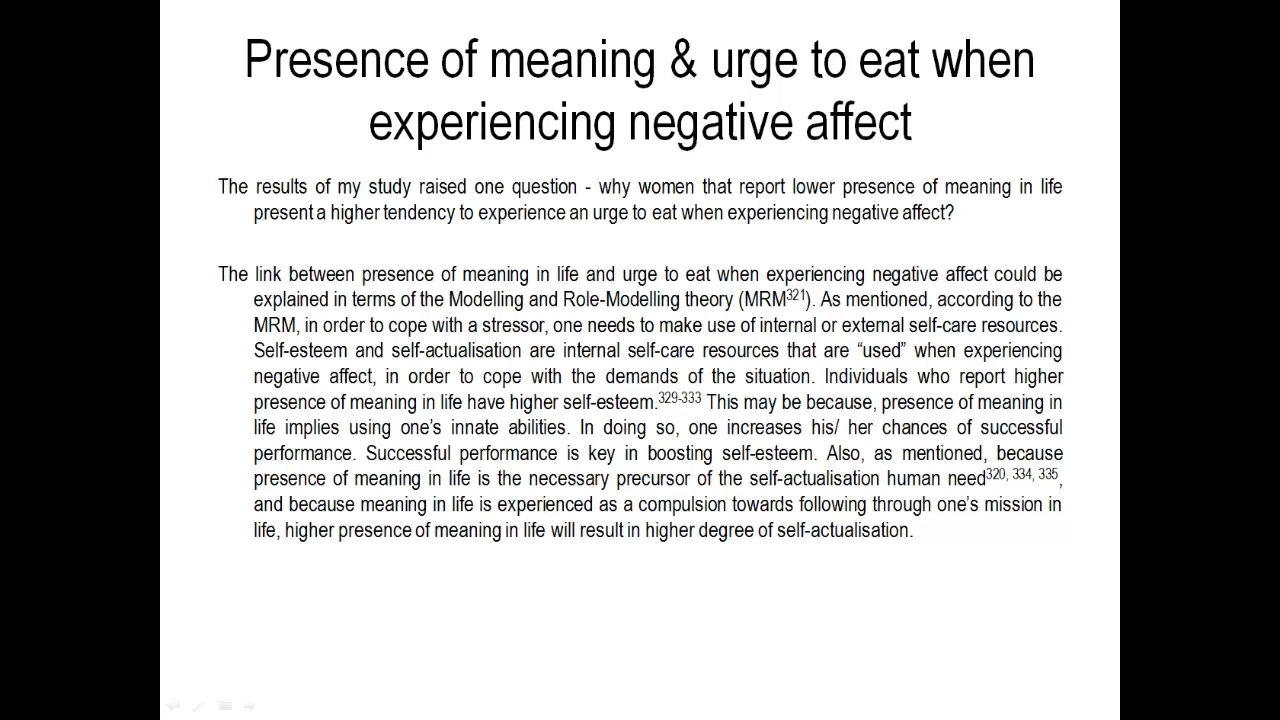 Presence of meaning & urge to eat when
experiencing negative affect
The results of my study raised one question - why women that report lower presence of meaning in life
present a higher tendency to experience an urge to eat when experiencing negative affect?
The link between presence of meaning in life and urge to eat when experiencing negative affect could be
explained in terms of the Modelling and Role-Modelling theory (MRM321). As mentioned, according to the
MRM, in order to cope with a stressor, one needs to make use of internal or external self-care resources.
Self-esteem and self-actualisation are internal self-care resources that are “used” when experiencing
negative affect, in order to cope with the demands of the situation. Individuals who report higher
presence of meaning in life have higher self-esteem.329-333 This may be because, presence of meaning in
life implies using one’s innate abilities. In doing so, one increases his/ her chances of successful
performance. Successful performance is key in boosting self-esteem. Also, as mentioned, because
presence of meaning in life is the necessary precursor of the self-actualisation human need320, 334, 335,
and because meaning in life is experienced as a compulsion towards following through one’s mission in
life, higher presence of meaning in life will result in higher degree of self-actualisation.